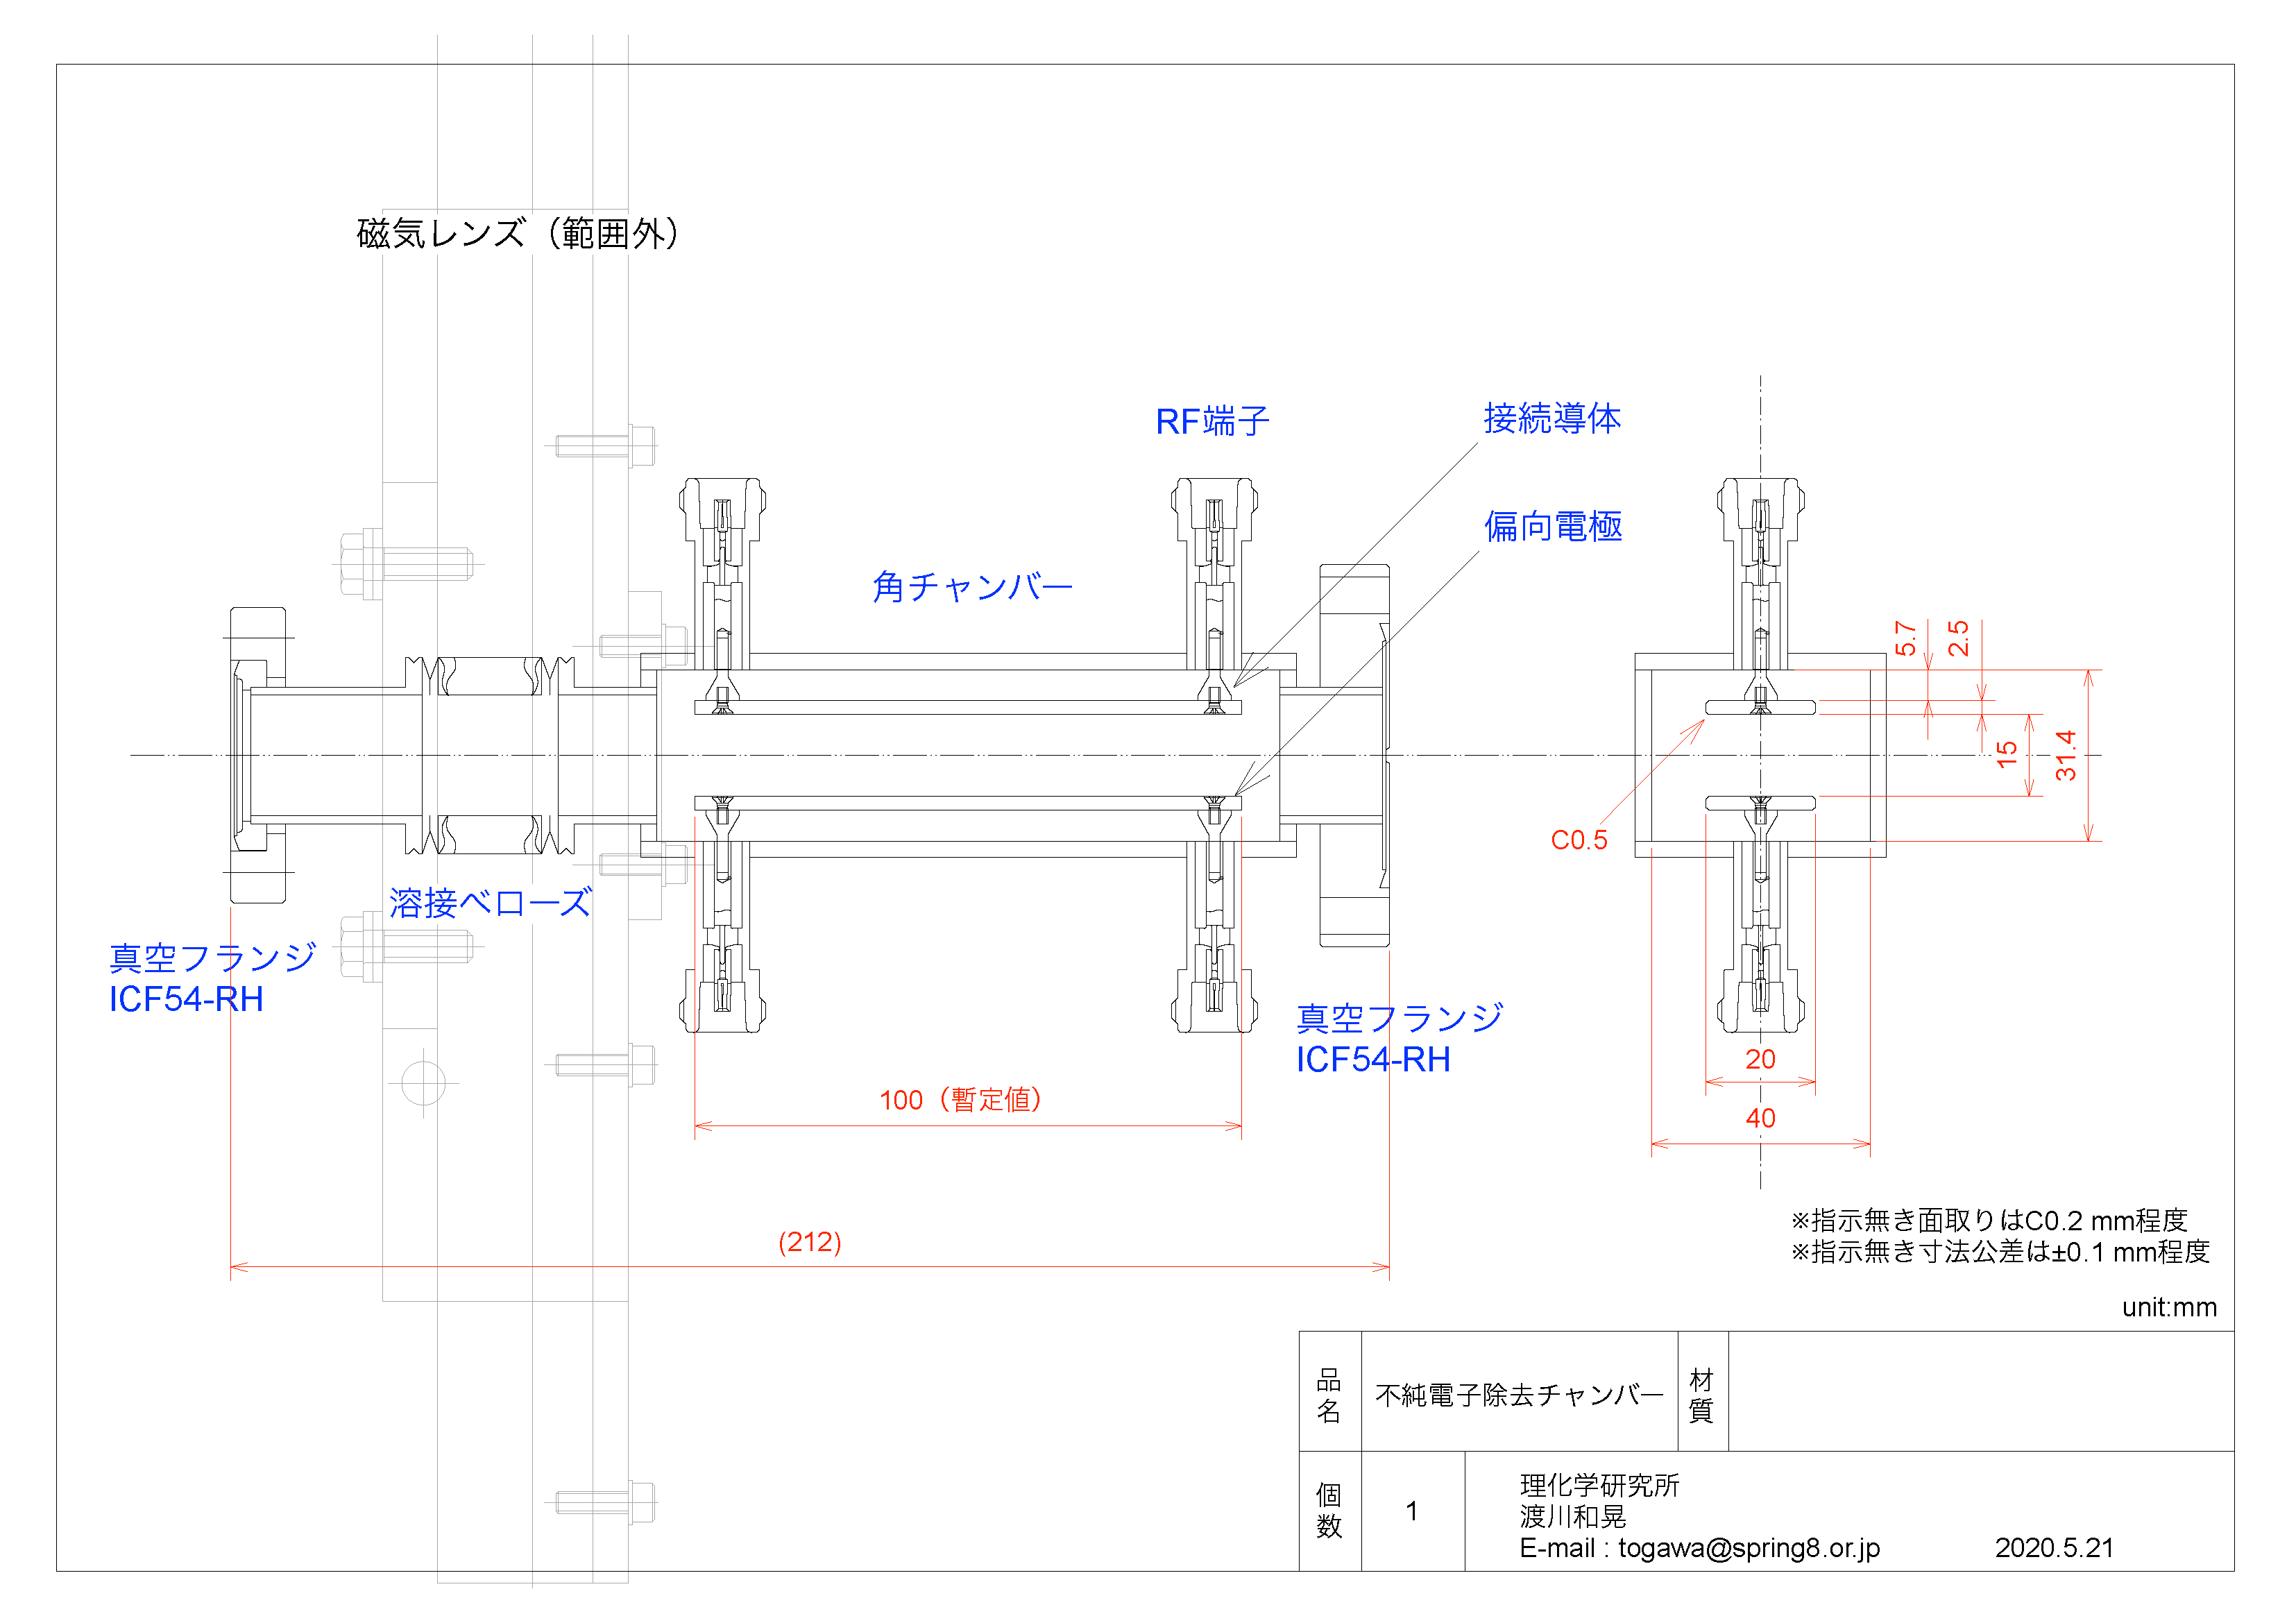 磁気レンズ（範囲外）
RF端子
接続導体
偏向電極
角チャンバー
5.7
2.5
15
31.4
C0.5
溶接ベローズ
真空フランジ
ICF54-RH
真空フランジ
ICF54-RH
100（暫定値）
20
40
(212)
※指示無き面取りはC0.2 mm程度
※指示無き寸法公差は±0.1 mm程度
unit:mm
品名
不純電子除去チャンバー
材質
個数
1
理化学研究所
渡川和晃
E-mail : togawa@spring8.or.jp
2020.5.21